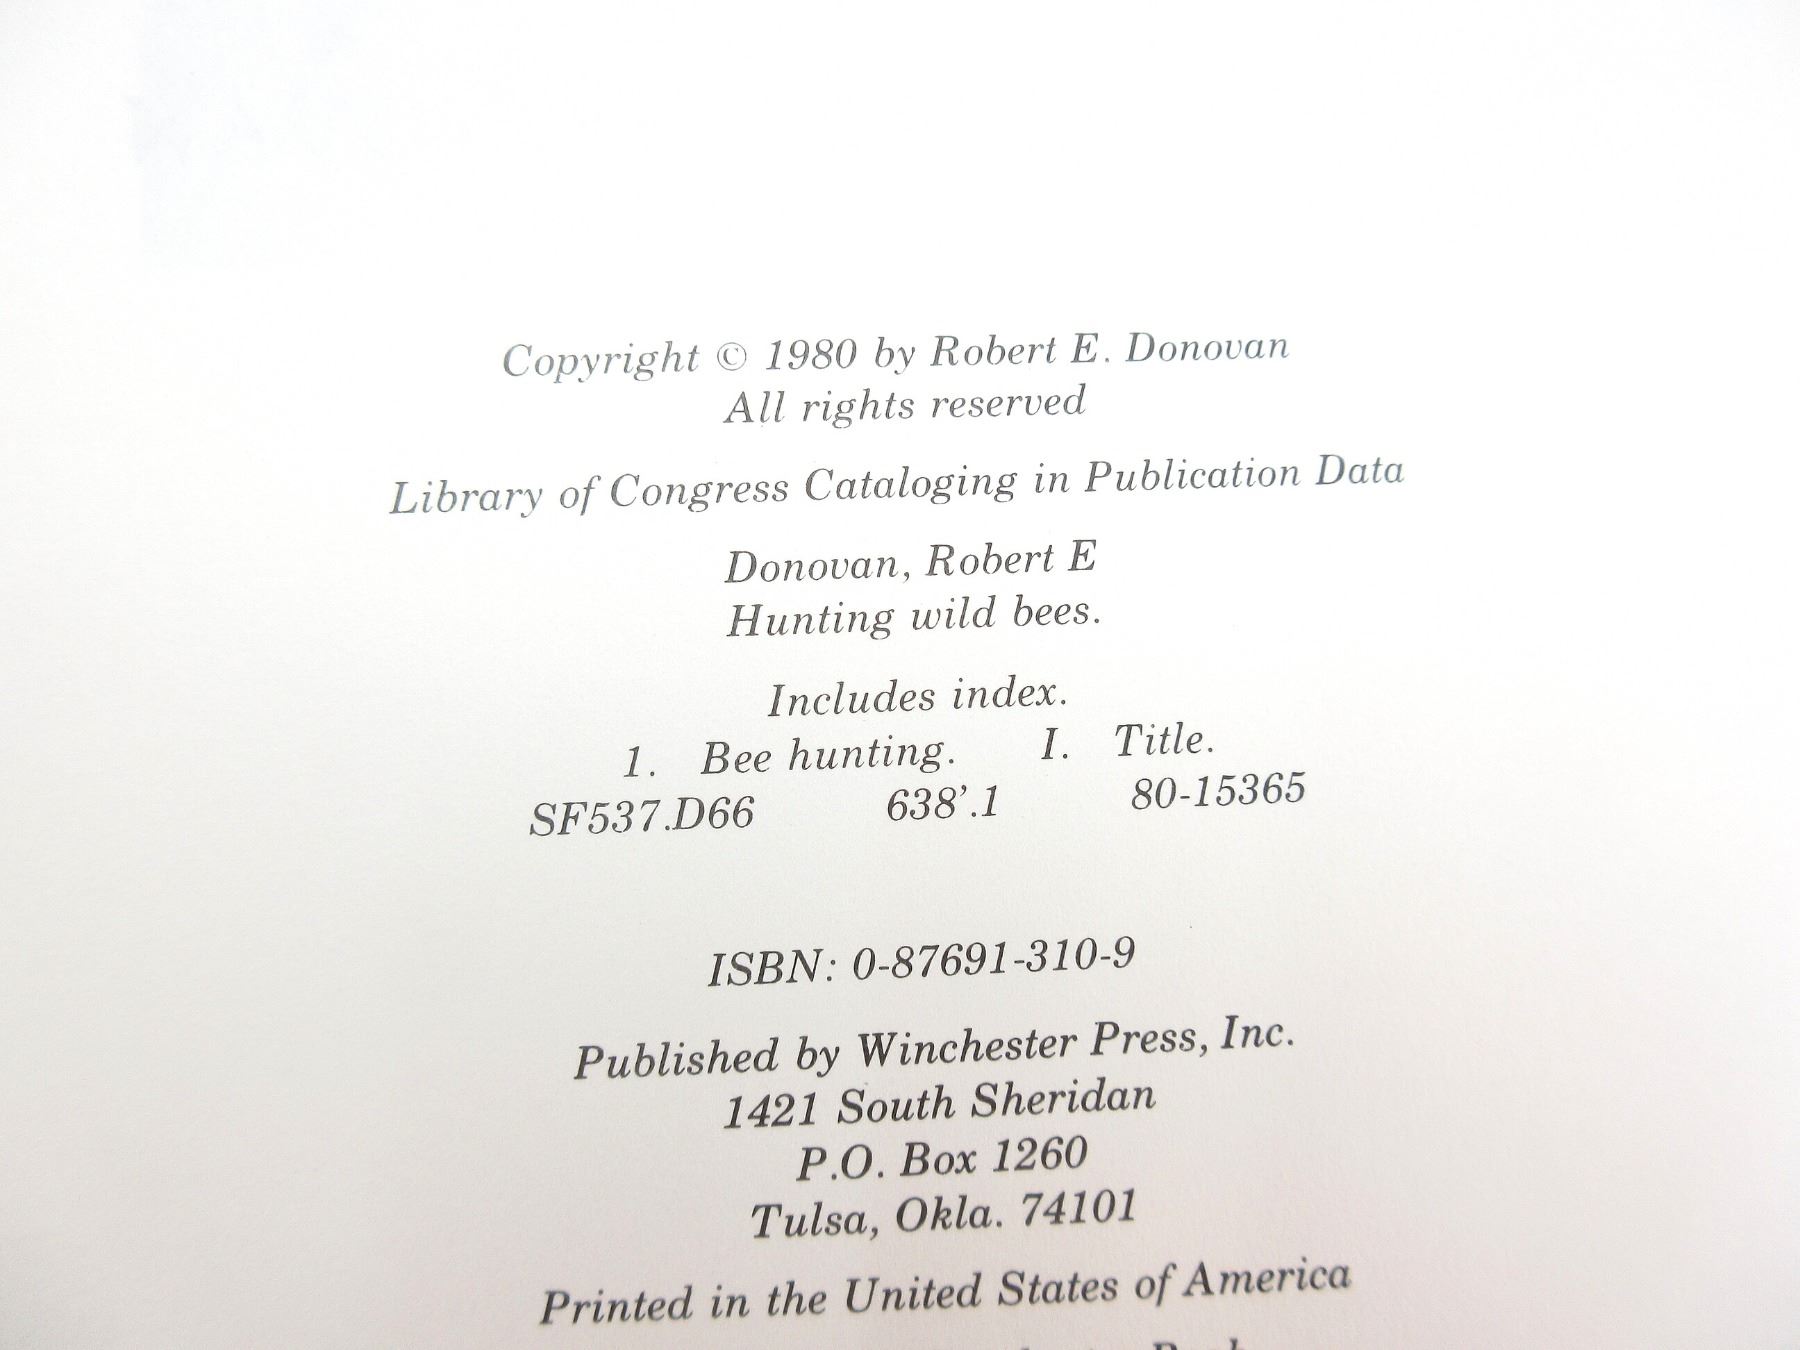 Copyright © 1980 by Robert E. Donovan
All rights reserved
Library of Congress Cataloging in Publication Data
Donovan, Robert E
Hunting wild bees.
Includes index.
1. Bee hunting. I. Title.
SF537.D66 638'.1 80-15365
ISBN: 0-87691-310-9
Published by Winchester Press, Inc.
1421 South Sheridan
P.O. Box 1260
Tulsa, Okla. 74101
Printed in the United States of America